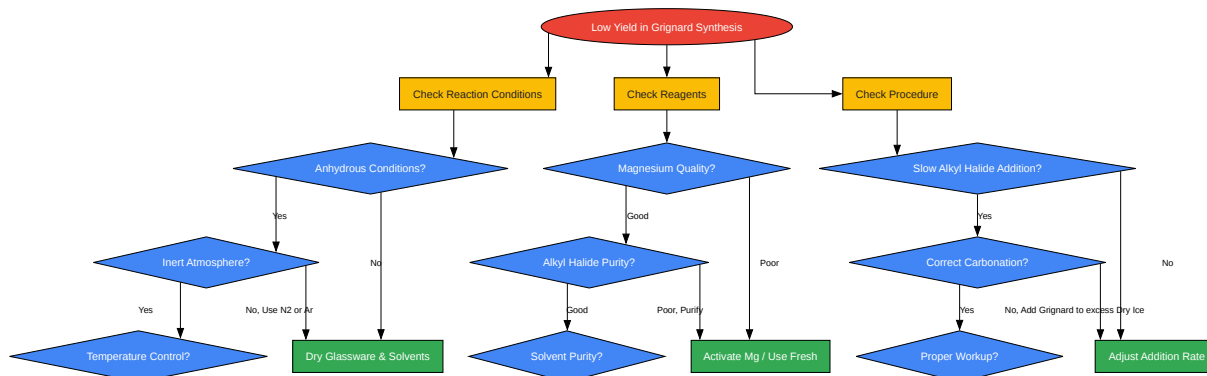 Low Yield in Grignard Synthesis
Check Reaction Conditions
Check Reagents
Check Procedure
Anhydrous Conditions?
Magnesium Quality?
Slow Alkyl Halide Addition?
Yes
Good
Yes
Inert Atmosphere?
No
Alkyl Halide Purity?
Poor
Correct Carbonation?
No
Yes
No, Use N2 or Ar
Good
Poor, Purify
Yes
No, Add Grignard to excess Dry Ice
Temperature Control?
Dry Glassware & Solvents
Solvent Purity?
Activate Mg / Use Fresh
Proper Workup?
Adjust Addition Rate